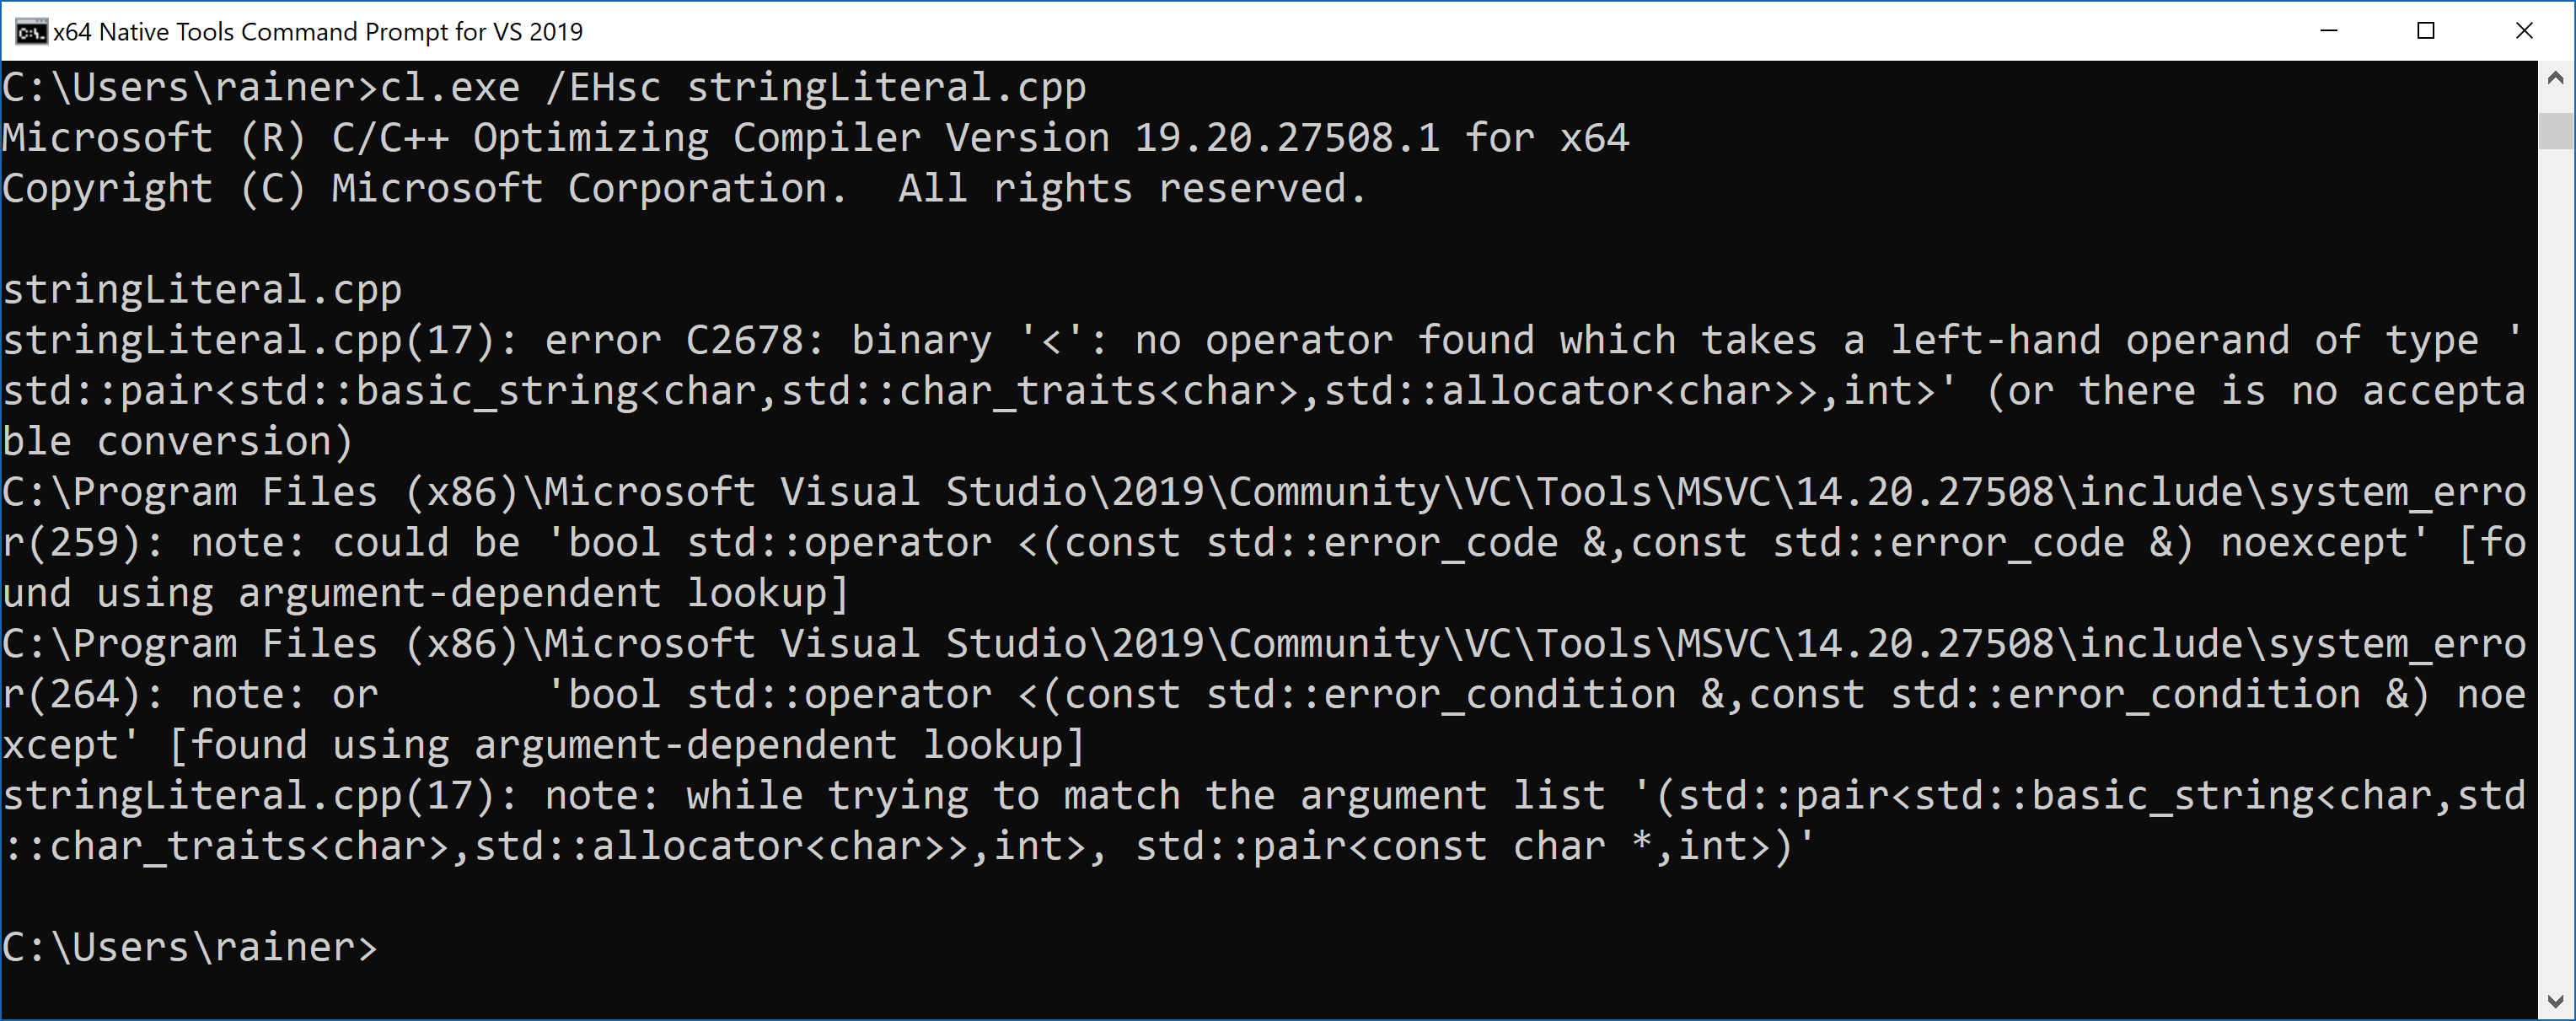 x64 Native Tools Command Prompt for VS 2019
C:\Users\rainer>cl.exe /EHsc stringLiteral.cpp
Microsoft (R) C/C++ Optimizing Compiler Version 19.20.27508.1 for x64
Copyright (C) Microsoft Corporation.  All rights reserved.

stringLiteral.cpp
stringLiteral.cpp(17): error C2678: binary '<': no operator found which takes a left-hand operand of type '
std::pair<std::basic_string<char,std::char_traits<char>,std::allocator<char>>,int>' (or there is no accepta
ble conversion)
C:\Program Files (x86)\Microsoft Visual Studio\2019\Community\VC\Tools\MSVC\14.20.27508\include\system_erro
r(259): note: could be 'bool std::operator <(const std::error_code &,const std::error_code &) noexcept' [fo
und using argument-dependent lookup]
C:\Program Files (x86)\Microsoft Visual Studio\2019\Community\VC\Tools\MSVC\14.20.27508\include\system_erro
r(264): note: or       'bool std::operator <(const std::error_condition &,const std::error_condition &) noe
xcept' [found using argument-dependent lookup]
stringLiteral.cpp(17): note: while trying to match the argument list '(std::pair<std::basic_string<char,std
::char_traits<char>,std::allocator<char>>,int>, std::pair<const char *,int>)'

C:\Users\rainer>